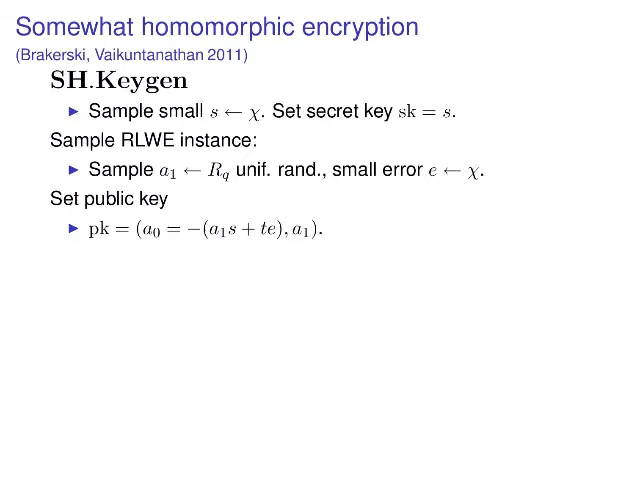 Somewhat homomorphic encryption
(Brakerski, Vaikuntanathan 2011)
SH.Keygen
▶ Sample small s ← χ. Set secret key sk = s.
Sample RLWE instance:
▶ Sample a₁ ← R_q unif. rand., small error e ← χ.
Set public key
▶ pk = (a₀ = −(a₁s + te), a₁).